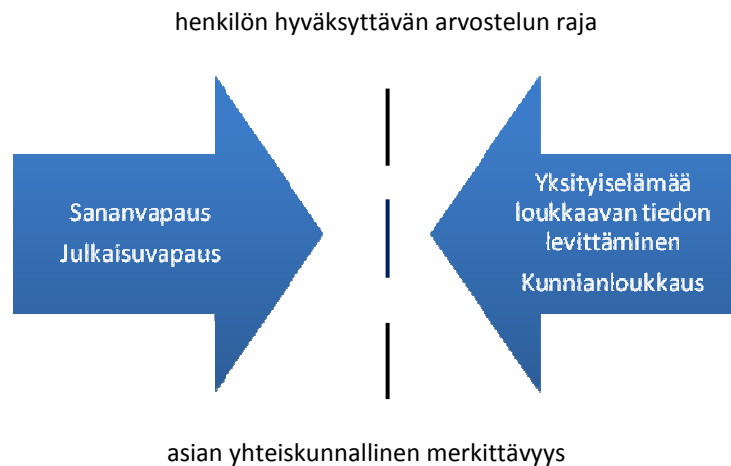 henkilön hyväksyttävän arvostelun raja
Sananvapaus
Julkaisuvapaus
Yksityiselämää
loukkaavan tiedon
levittäminen
Kunnianloukkaus
asian yhteiskunnallinen merkittävyys